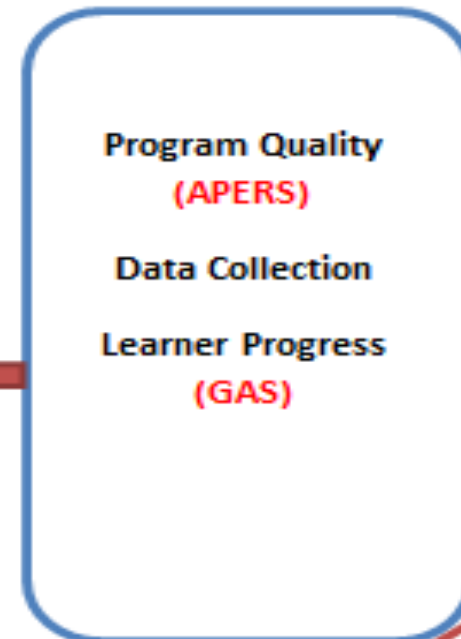 Program Quality
(APERS)
Data Collection
Learner Progress
(GAS)